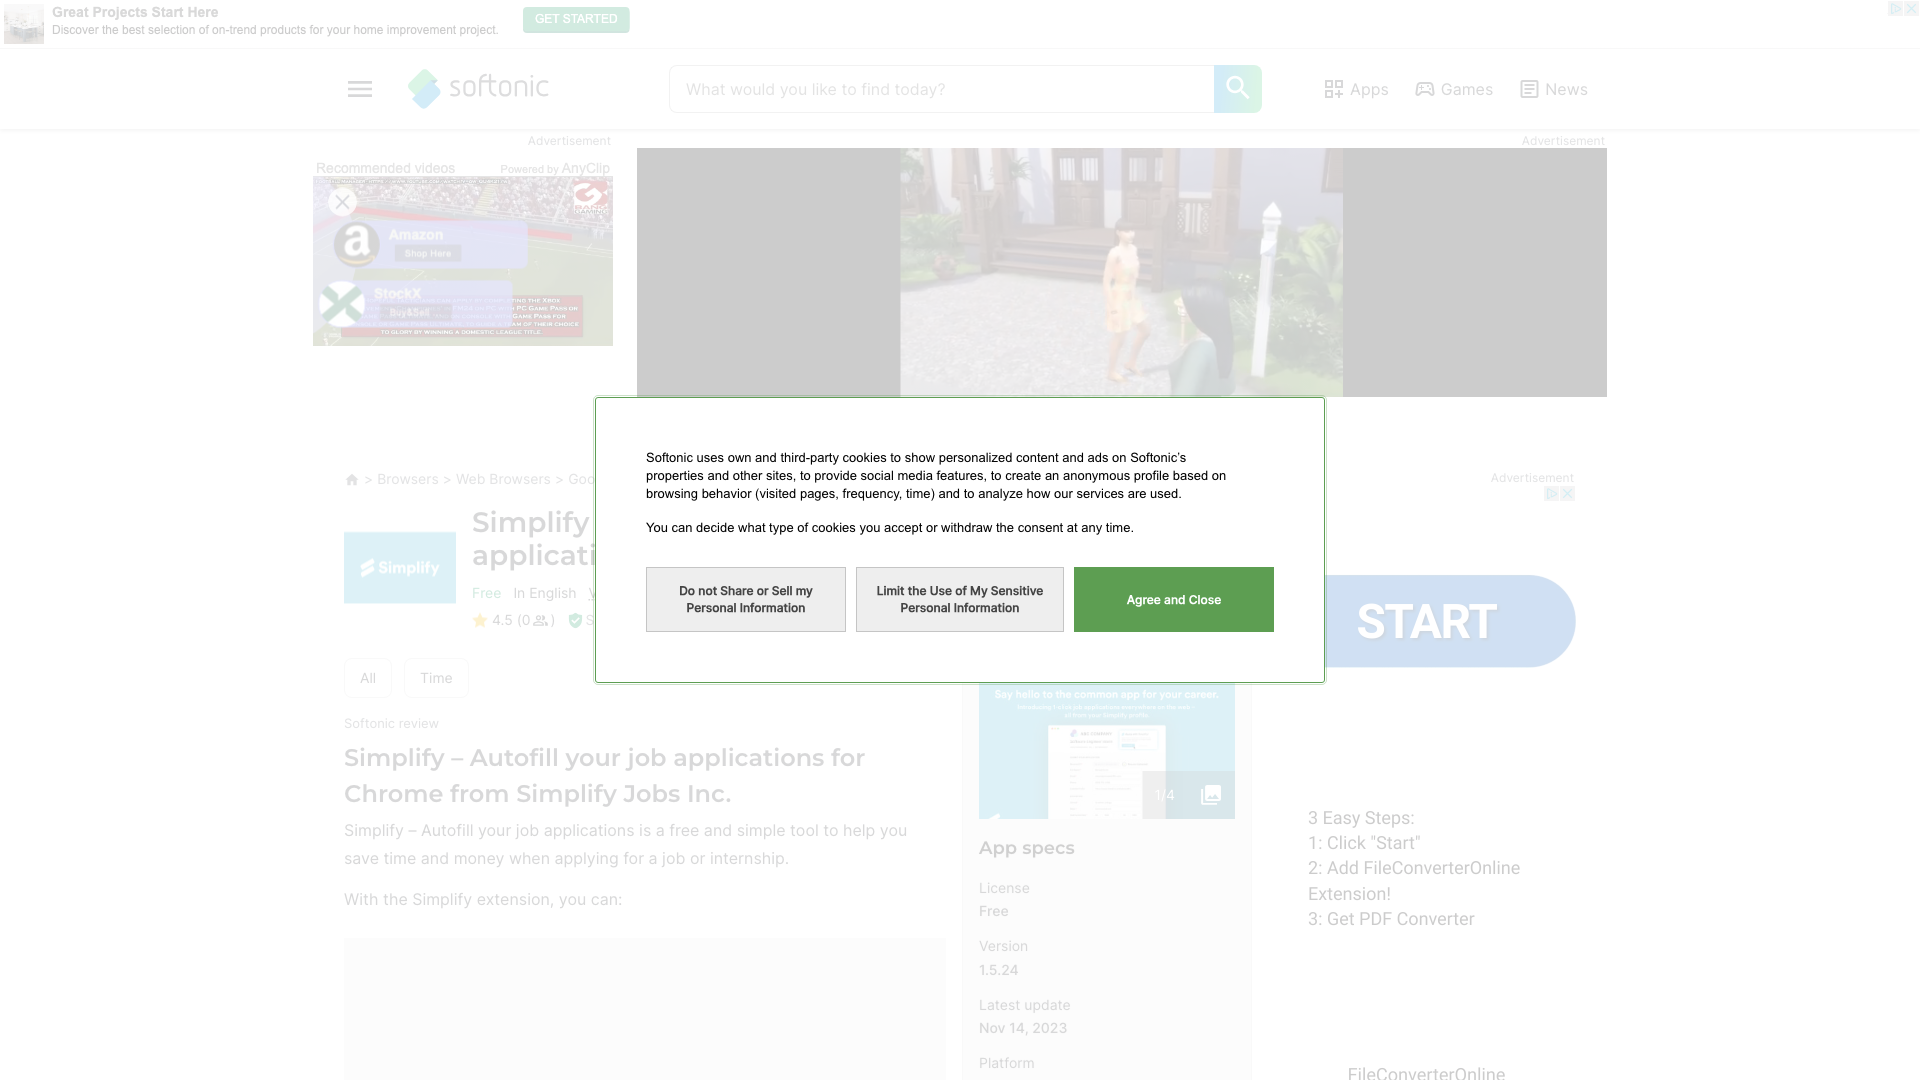 Great Projects Start Here
Discover the best selection of on-trend products for your home improvement project.
GET STARTED
softonic
What would you like to find today?
Apps
Games
News
Advertisement
Advertisement
Recommended videos
Powered by AnyClip
GAMING
Amazon
Shop Here
StockX
Buy&Sell
TO GLORY BY WINNING A DOMESTIC LEAGUE TITLE.
Softonic uses own and third-party cookies to show personalized content and ads on Softonic's
properties and other sites, to provide social media features, to create an anonymous profile based on
browsing behavior (visited pages, frequency, time) and to analyze how our services are used.
You can decide what type of cookies you accept or withdraw the consent at any time.
Do not Share or Sell my
Personal Information
Limit the Use of My Sensitive
Personal Information
Agree and Close
> Browsers > Web Browsers > Goo
Advertisement
Simplify
Simplify
applicati
Free
In English
V
4.5 (0 )
S
START
All
Time
Softonic review
Simplify – Autofill your job applications for
Chrome from Simplify Jobs Inc.
Simplify – Autofill your job applications is a free and simple tool to help you
save time and money when applying for a job or internship.
With the Simplify extension, you can:
Say hello to the common app for your career.
1/4
App specs
License
Free
Version
1.5.24
Latest update
Nov 14, 2023
Platform
3 Easy Steps:
1: Click "Start"
2: Add FileConverterOnline
Extension!
3: Get PDF Converter
FileConverterOnline